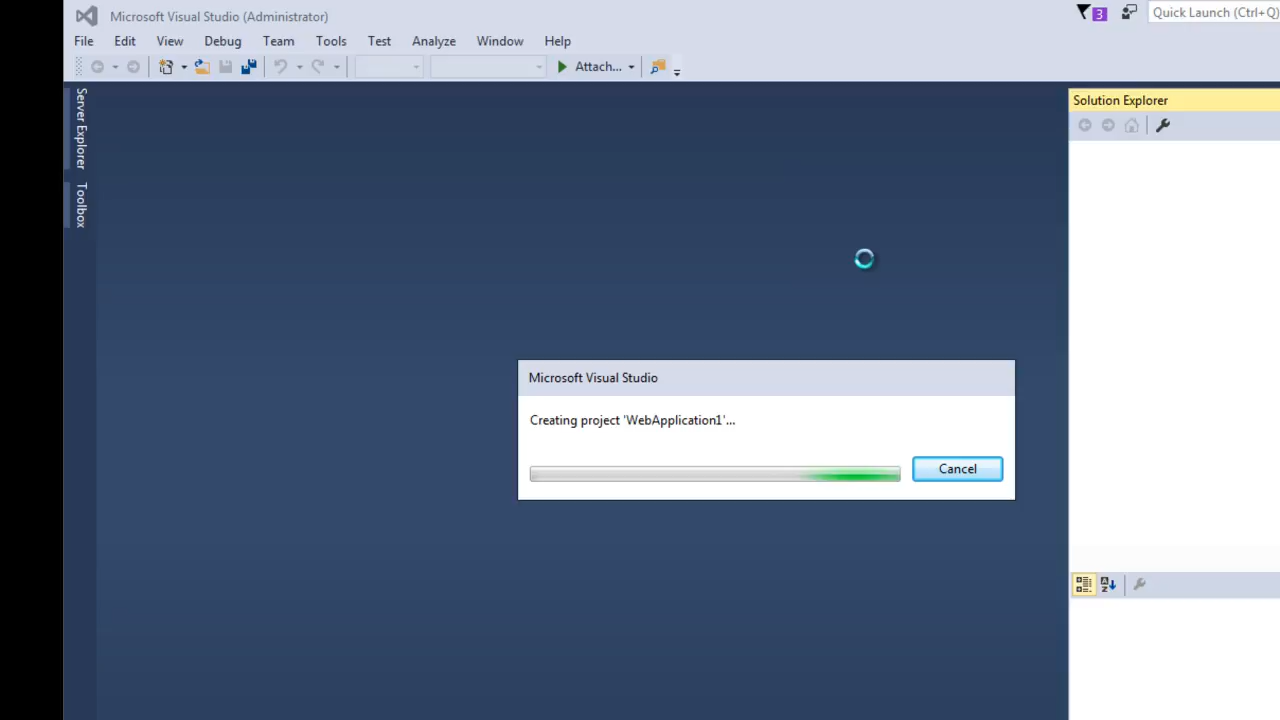 Microsoft Visual Studio (Administrator)
3
Quick Launch (Ctrl+Q)
File Edit View Debug Team Tools Test Analyze Window Help
Attach...
Server Explorer
Toolbox
Solution Explorer
Microsoft Visual Studio
Creating project 'WebApplication1'...
Cancel